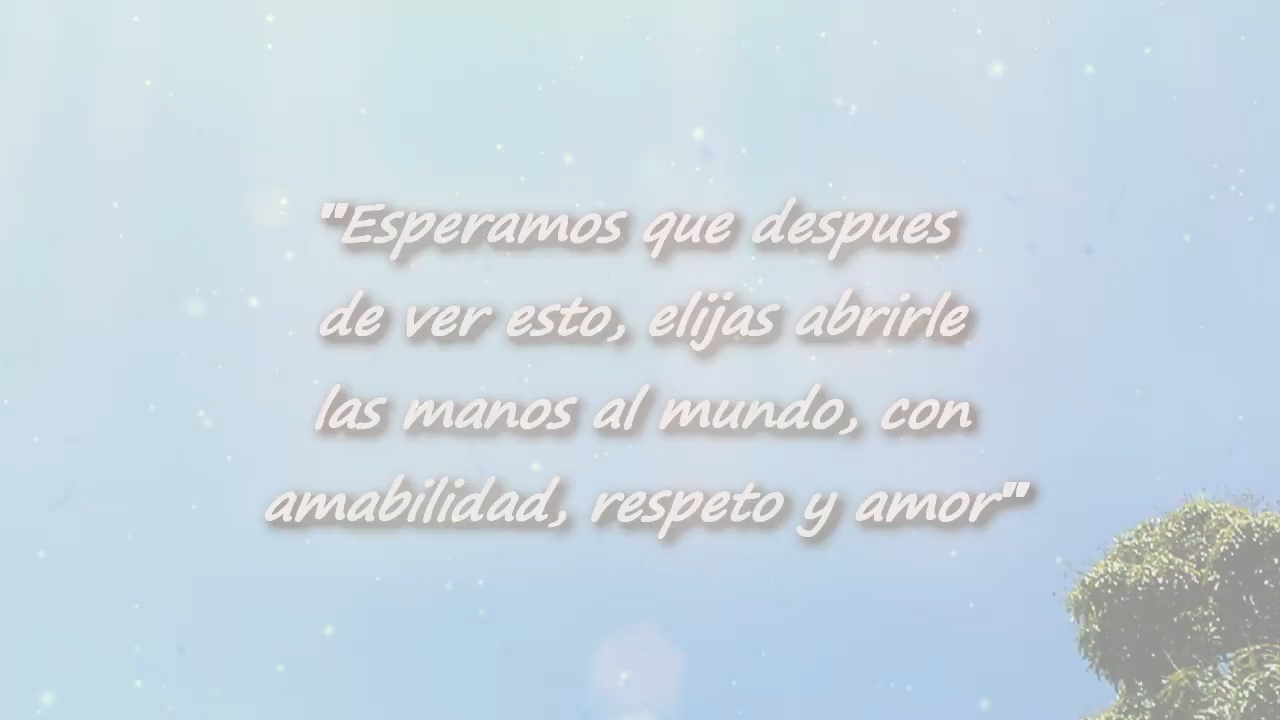 "Esperamos que despues
de ver esto, elijas abrirle
las manos al mundo, con
amabilidad, respeto y amor"